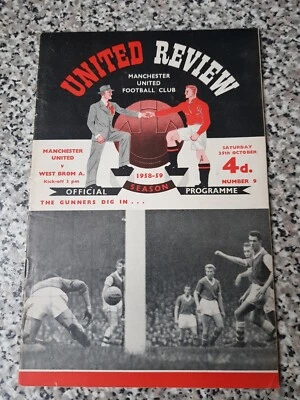 UNITED REVIEW
MANCHESTER
UNITED
FOOTBALL CLUB
MANCHESTER
UNITED
v
WEST BROM A.
Kick-off 3 pm
SATURDAY
25th OCTOBER
4d.
NUMBER 9
1958-59
OFFICIAL SEASON PROGRAMME
THE GUNNERS DIG IN . . .